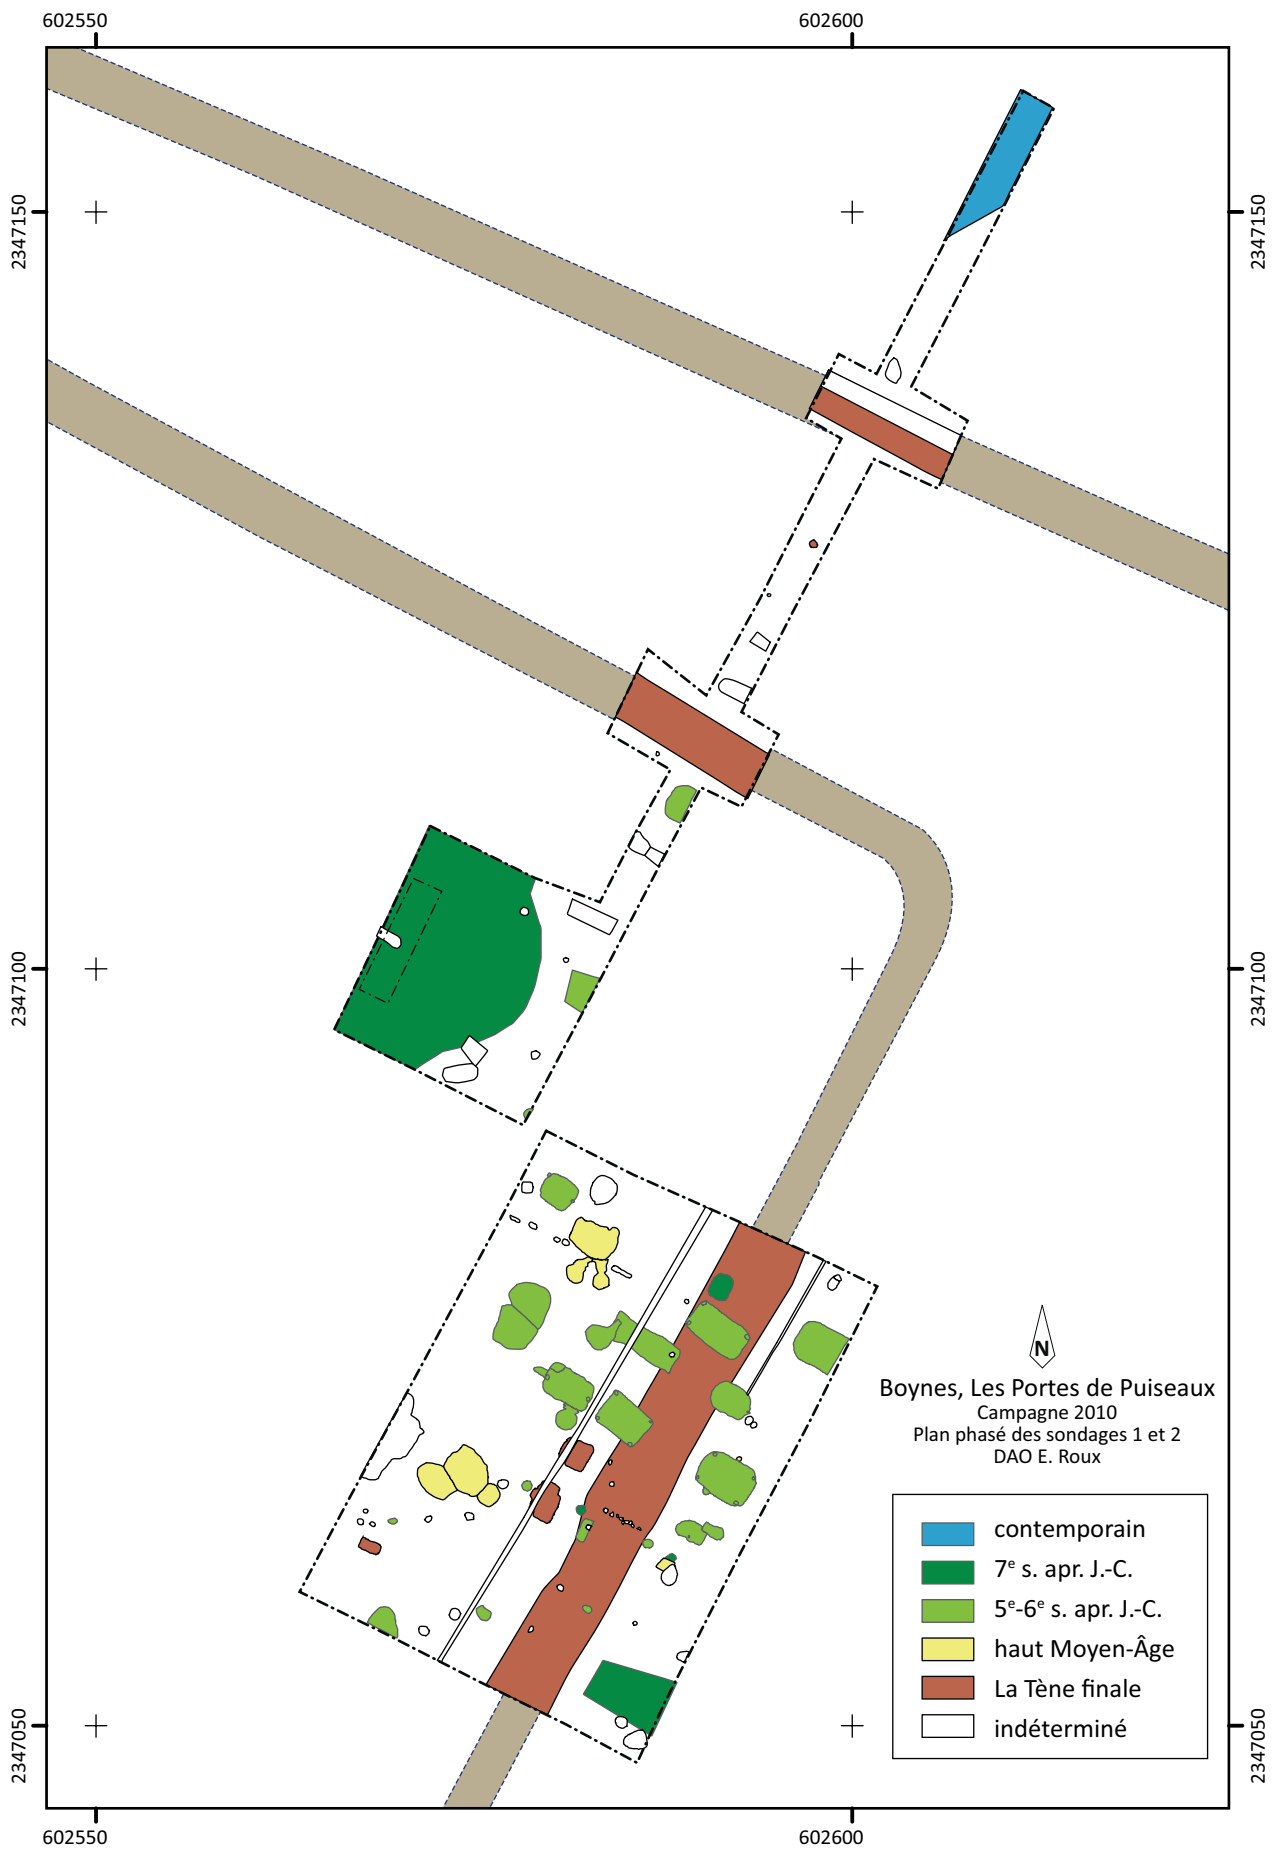 602550
602600
2347150
2347150
2347100
2347100
N
Boynes, Les Portes de Puiseaux
Campagne 2010
Plan phasé des sondages 1 et 2
DAO E. Roux
contemporain
7e s. apr. J.-C.
5e-6e s. apr. J.-C.
haut Moyen-Âge
La Tène finale
indéterminé
2347050
2347050
602550
602600